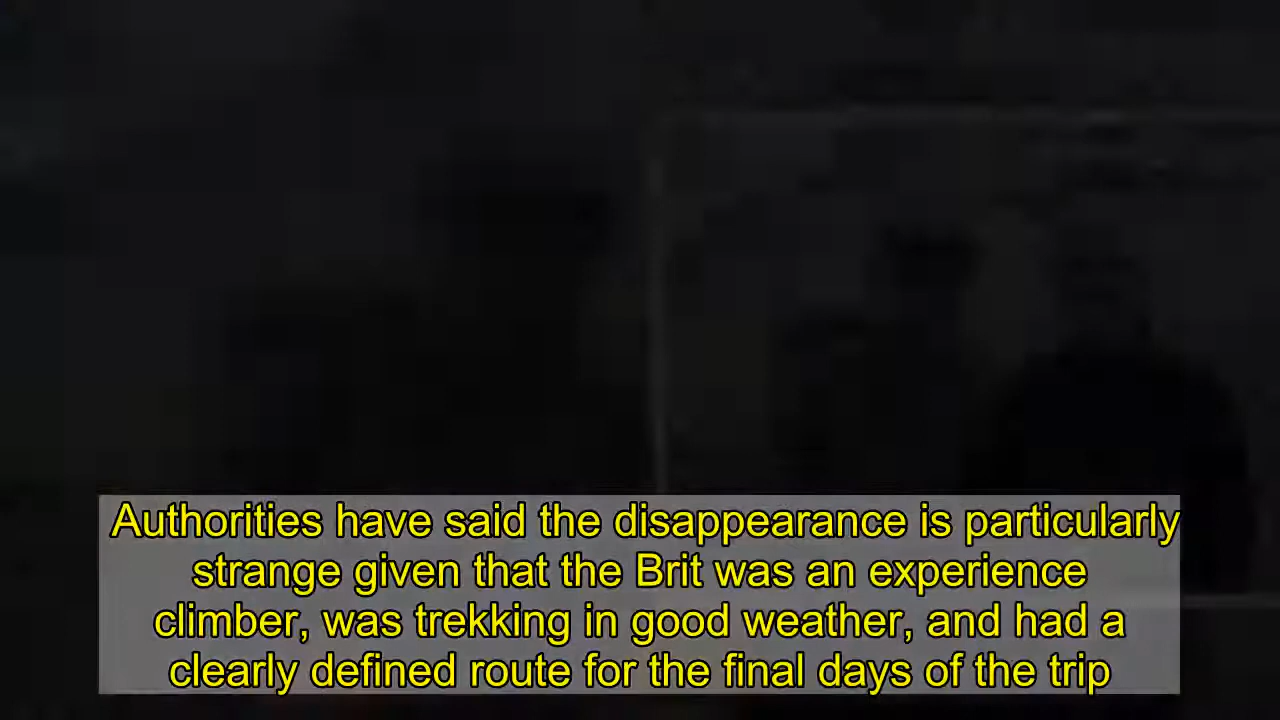 Authorities have said the disappearance is particularly
strange given that the Brit was an experience
climber, was trekking in good weather, and had a
clearly defined route for the final days of the trip